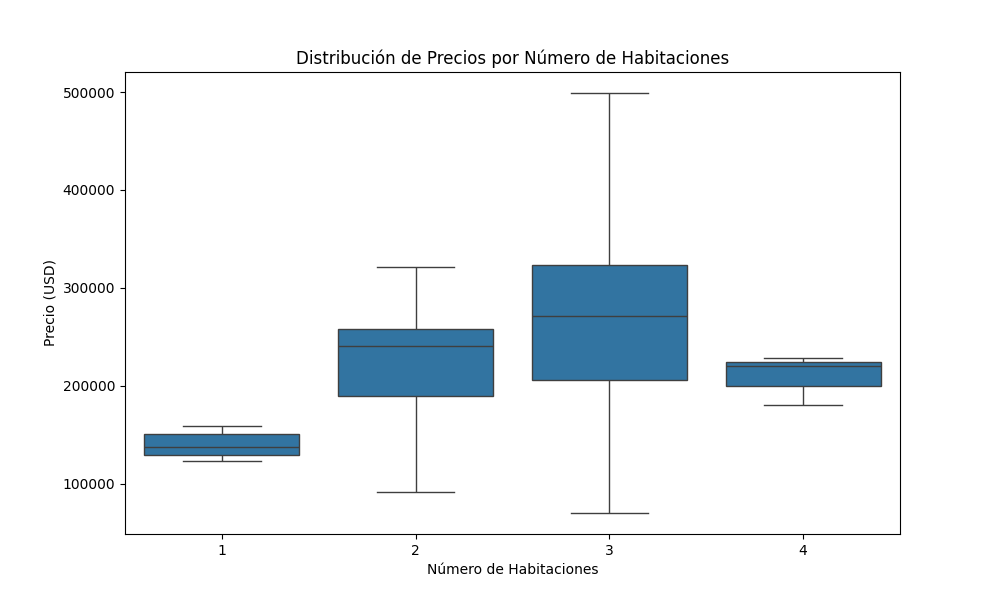 Distribución de Precios por Número de Habitaciones
500000
400000
300000
200000
100000
Precio (USD)
1 2 3 4
Número de Habitaciones